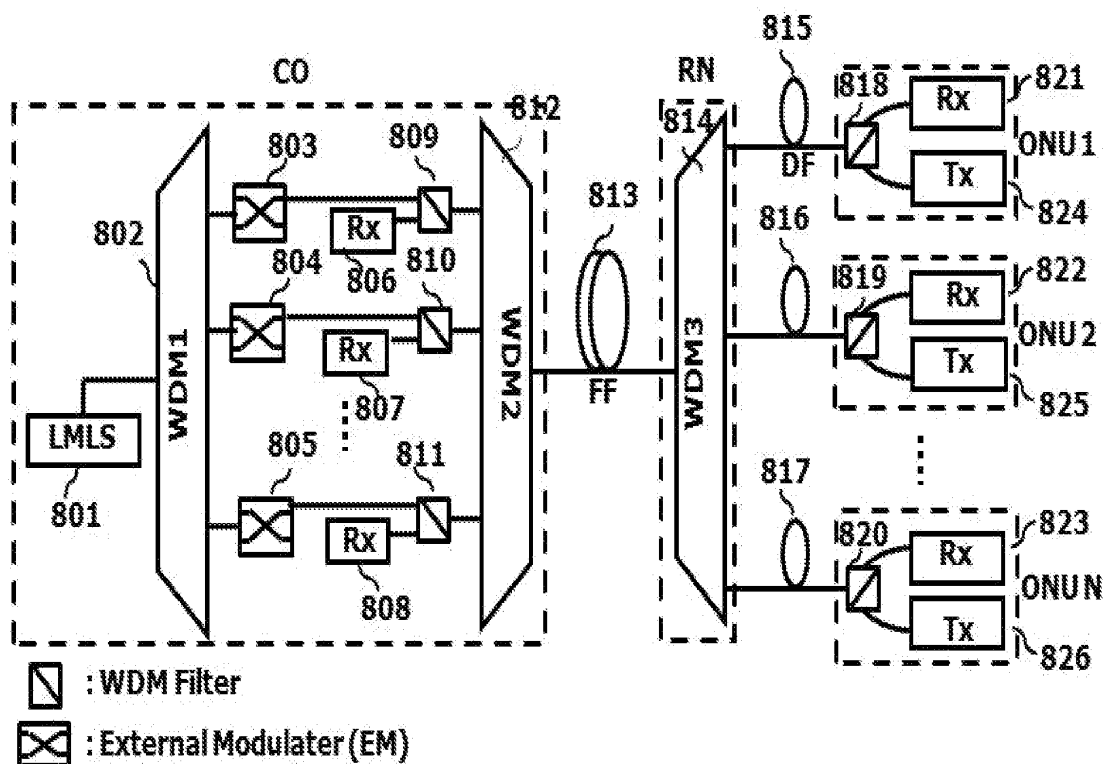 CO
RN
815
812
809
803
818
821
Rx
ONU 1
814
DF
Tx
824
813
816
802
Rx
806
810
804
819
822
Rx
ONU 2
WDM1
WDM2
WDM3
Rx
807
FF
Tx
825
LMLS
801
805
811
817
820
823
Rx
ONU N
Rx
808
Tx
826
: WDM Filter
: External Modulater (EM)